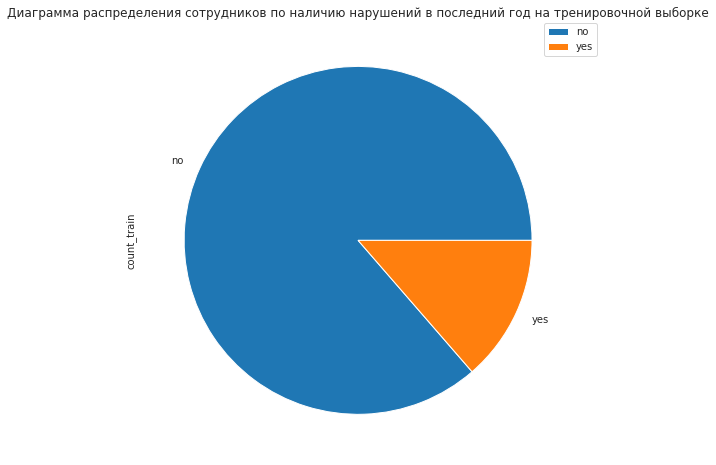 Диаграмма распределения сотрудников по наличию нарушений в последний год на тренировочной выборке
no
yes
no
count_train
yes